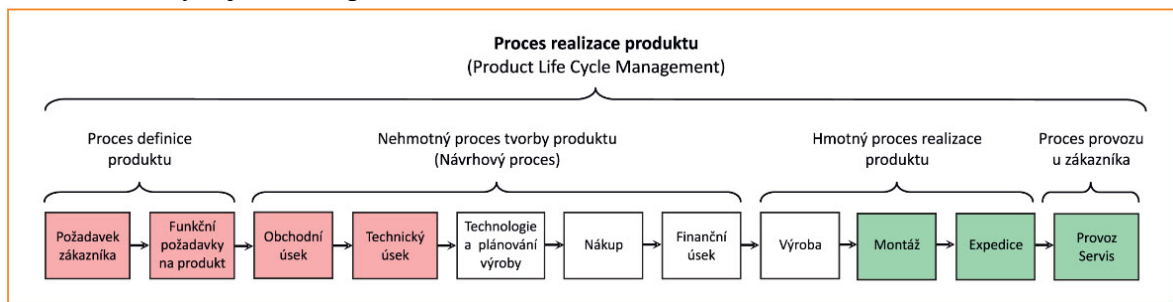 Proces realizace produktu
(Product Life Cycle Management)
Proces definice
produktu
Nehmotný proces tvorby produktu
(Návrhový proces)
Hmotný proces realizace
produktu
Proces provozu
u zákazníka
Požadavek
zákazníka
Funkční
požadavky
na produkt
Obchodní
úsek
Technický
úsek
Technologie
a plánování
výroby
Nákup
Finanční
úsek
Výroba
Montáž
Expedice
Provoz
Servis